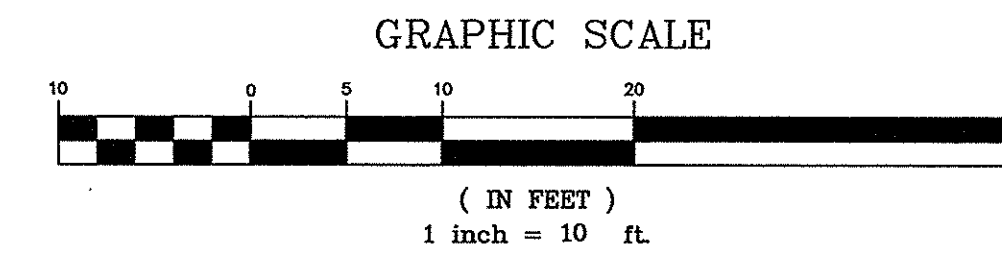 GRAPHIC SCALE
10 0 5 10 20
( IN FEET )
1 inch = 10 ft.